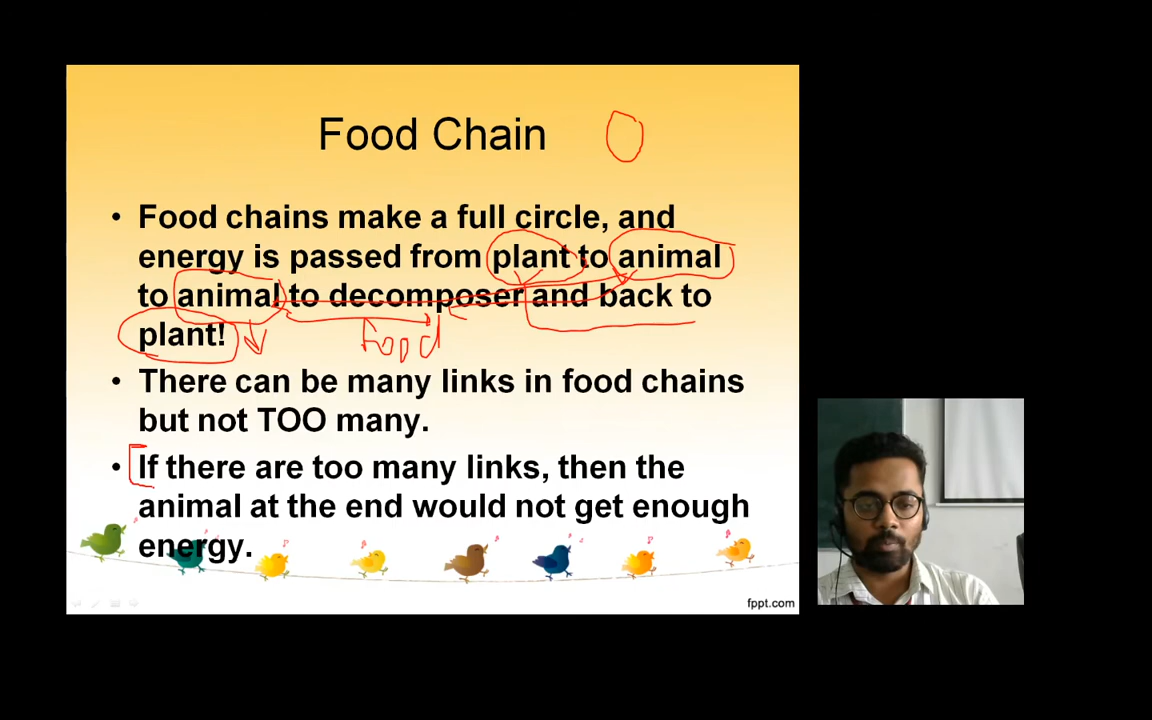 Food Chain
• Food chains make a full circle, and
energy is passed from plant to animal
to animal to decomposer and back to
plant!
Food
• There can be many links in food chains
but not TOO many.
• If there are too many links, then the
animal at the end would not get enough
energy.
fppt.com